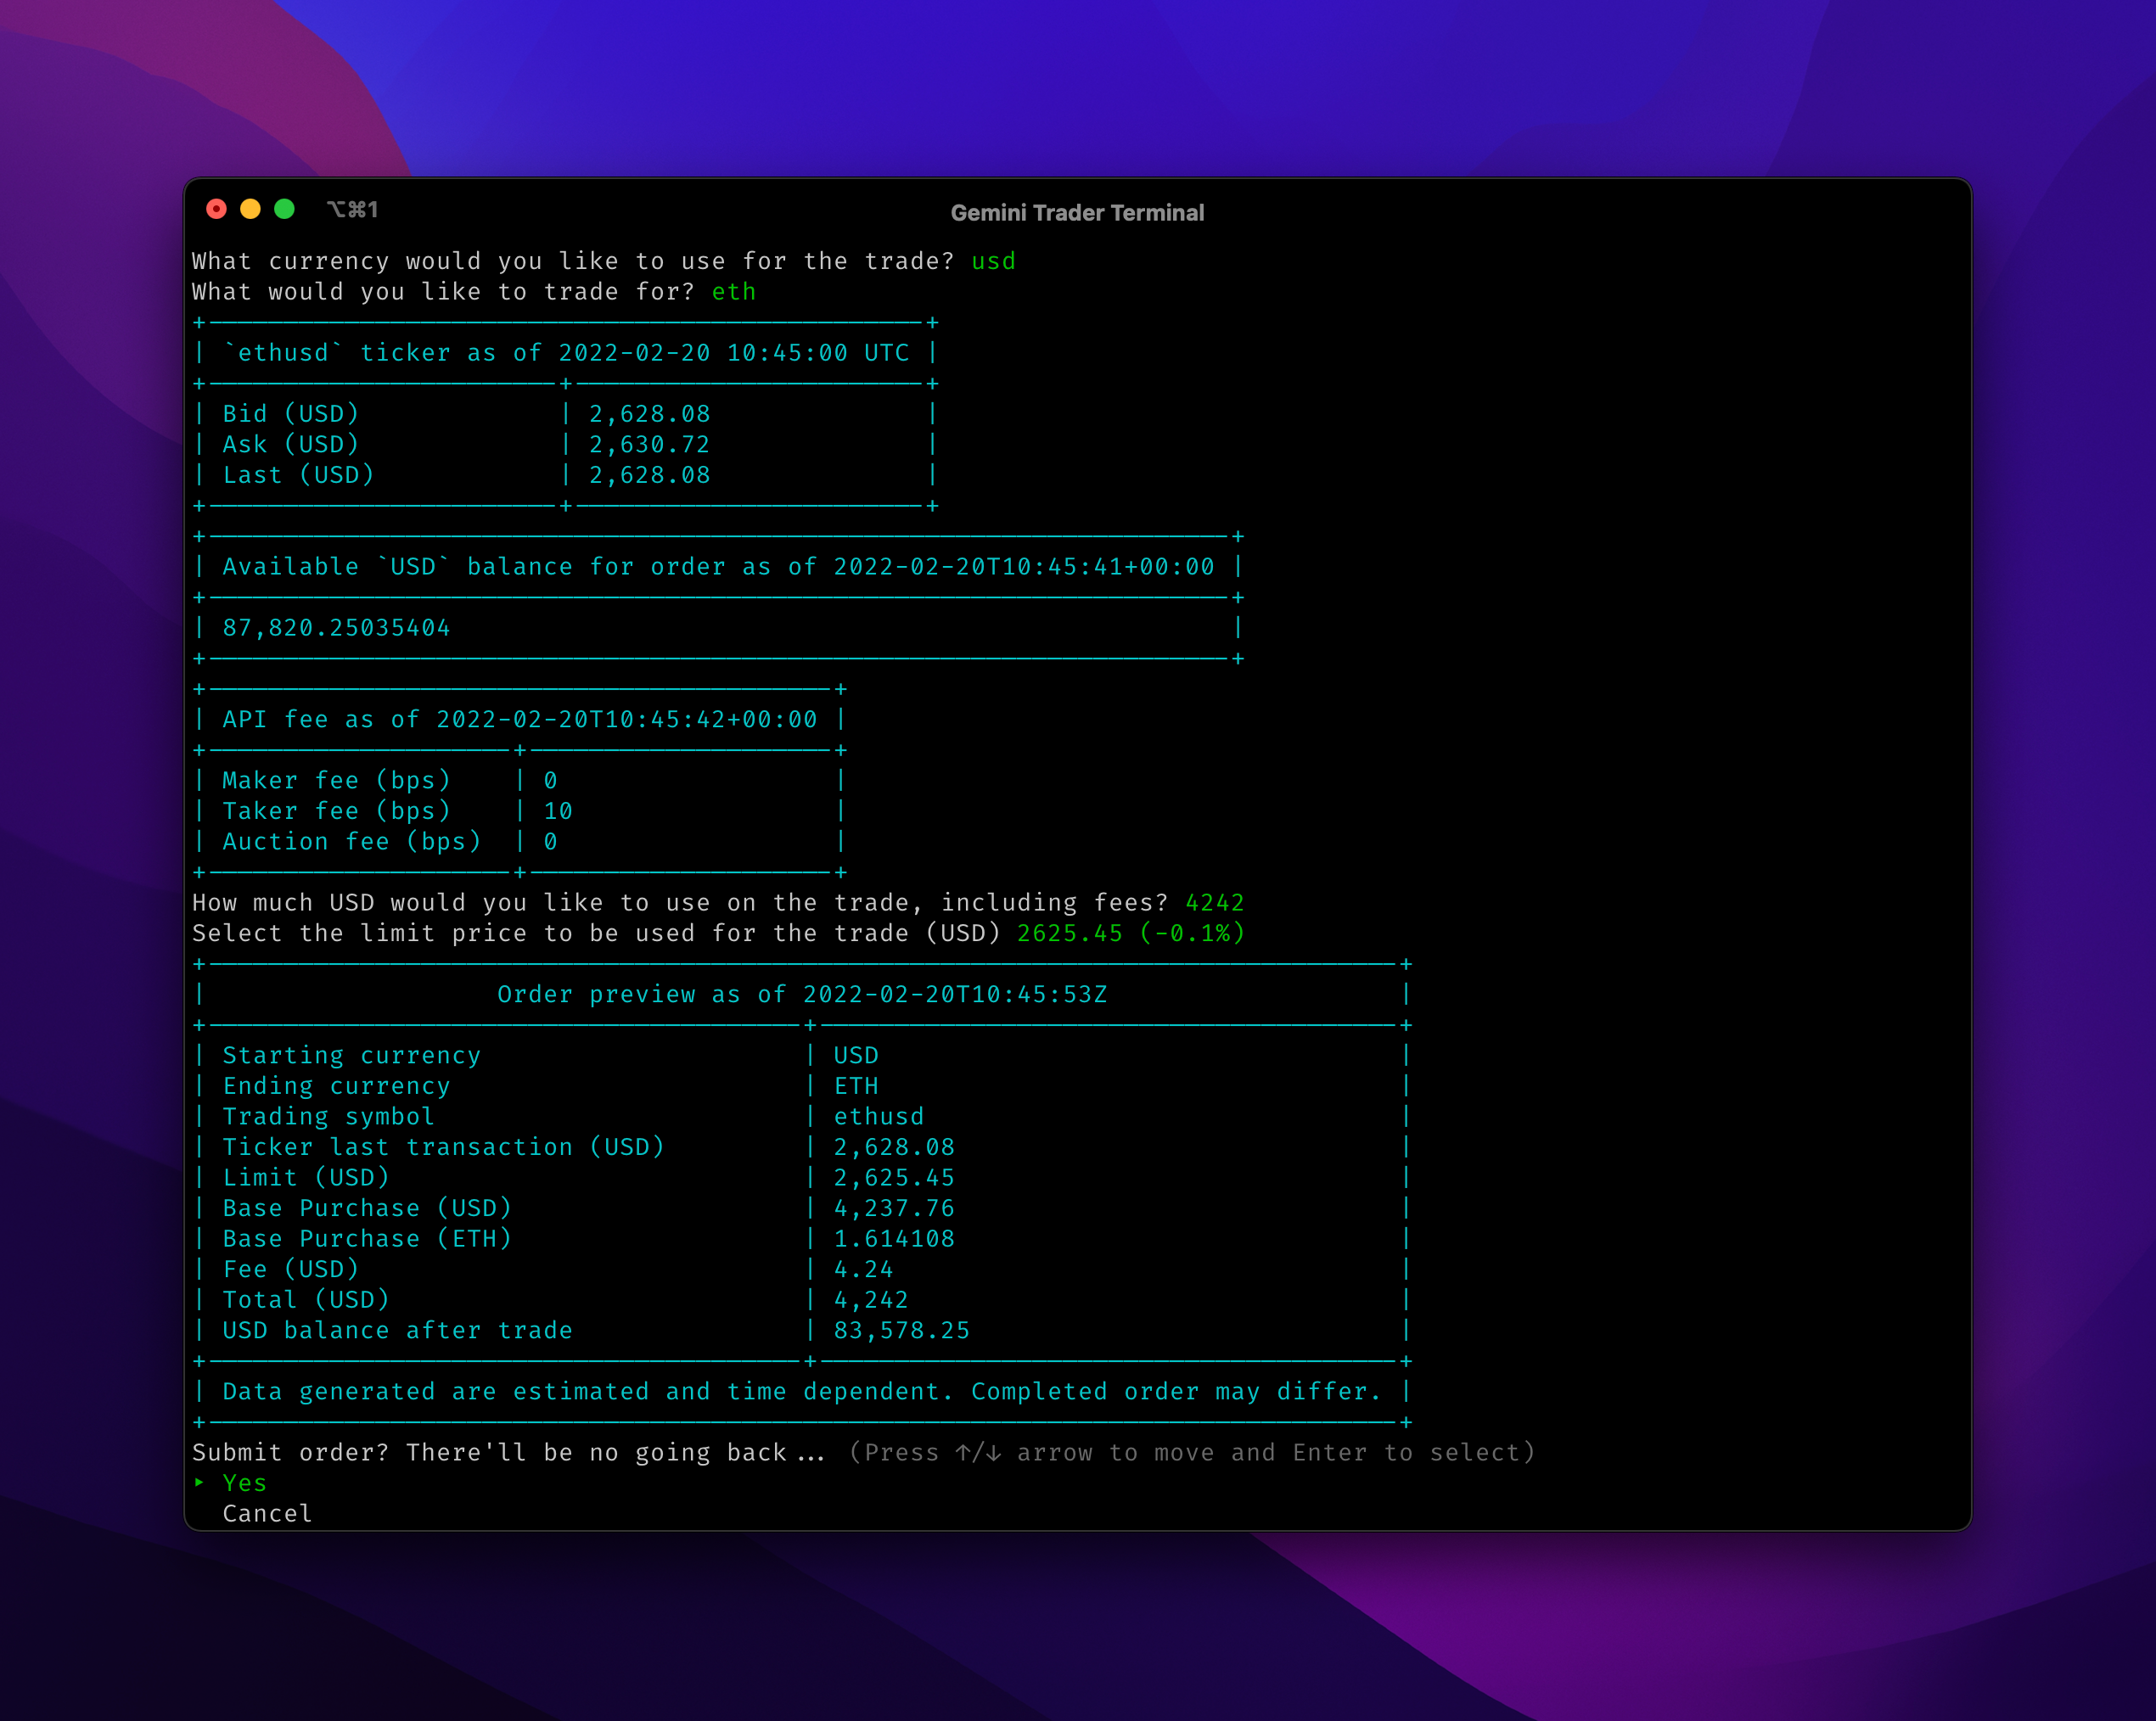 ⌥⌘1
Gemini Trader Terminal
What currency would you like to use for the trade? usd
What would you like to trade for? eth
`ethusd` ticker as of 2022-02-20 10:45:00 UTC
Bid (USD) | 2,628.08
Ask (USD) | 2,630.72
Last (USD) | 2,628.08
Available `USD` balance for order as of 2022-02-20T10:45:41+00:00
87,820.25035404
API fee as of 2022-02-20T10:45:42+00:00
Maker fee (bps) | 0
Taker fee (bps) | 10
Auction fee (bps) | 0
How much USD would you like to use on the trade, including fees? 4242
Select the limit price to be used for the trade (USD) 2625.45 (-0.1%)
Order preview as of 2022-02-20T10:45:53Z
Starting currency | USD
Ending currency | ETH
Trading symbol | ethusd
Ticker last transaction (USD) | 2,628.08
Limit (USD) | 2,625.45
Base Purchase (USD) | 4,237.76
Base Purchase (ETH) | 1.614108
Fee (USD) | 4.24
Total (USD) | 4,242
USD balance after trade | 83,578.25
Data generated are estimated and time dependent. Completed order may differ.
Submit order? There'll be no going back... (Press ↑/↓ arrow to move and Enter to select)
‣ Yes
Cancel